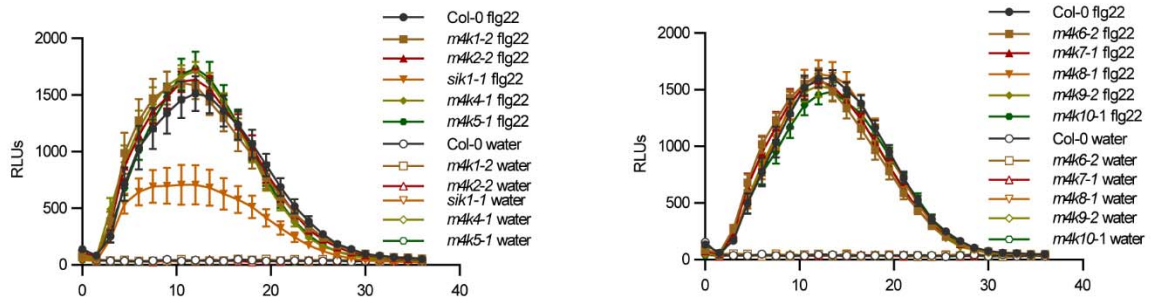 RLUs
2000
1500
1000
500
0
0
10
20
30
40
Col-0 flg22
m4k1-2 flg22
m4k2-2 flg22
sik1-1 flg22
m4k4-1 flg22
m4k5-1 flg22
Col-0 water
m4k1-2 water
m4k2-2 water
sik1-1 water
m4k4-1 water
m4k5-1 water
RLUs
2000
1500
1000
500
0
0
10
20
30
40
Col-0 flg22
m4k6-2 flg22
m4k7-1 flg22
m4k8-1 flg22
m4k9-2 flg22
m4k10-1 flg22
Col-0 water
m4k6-2 water
m4k7-1 water
m4k8-1 water
m4k9-2 water
m4k10-1 water